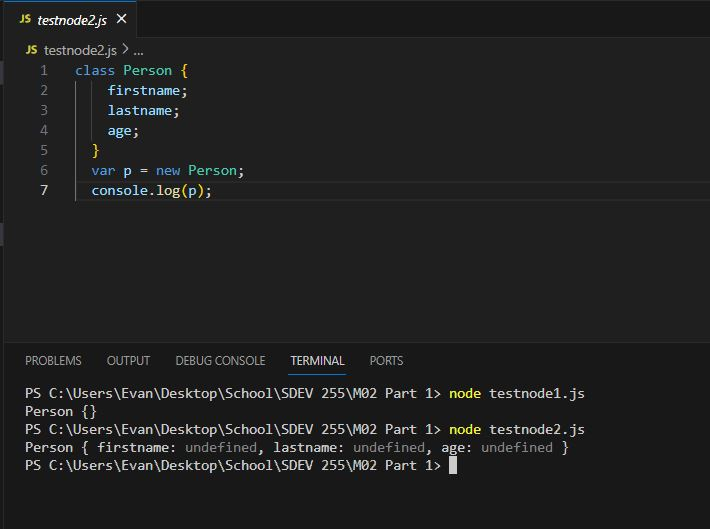 JS testnode2.js ×
JS testnode2.js > ...
1 class Person {
2 firstname;
3 lastname;
4 age;
5 }
6 var p = new Person;
7 console.log(p);
PROBLEMS OUTPUT DEBUG CONSOLE TERMINAL PORTS
PS C:\Users\Evan\Desktop\School\SDEV 255\M02 Part 1> node testnode1.js
Person {}
PS C:\Users\Evan\Desktop\School\SDEV 255\M02 Part 1> node testnode2.js
Person { firstname: undefined, lastname: undefined, age: undefined }
PS C:\Users\Evan\Desktop\School\SDEV 255\M02 Part 1>